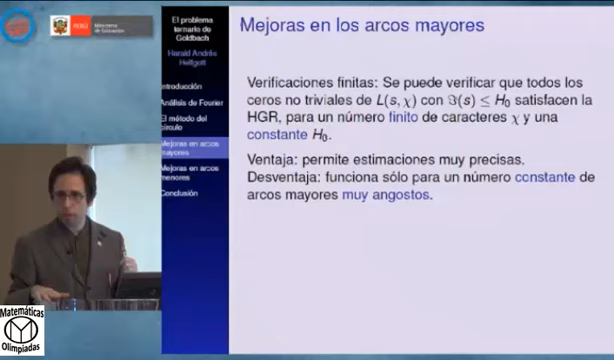 PERÚ
Ministerio
de Educación
El problema
ternario de
Goldbach
Harald Andrés
Helfgott
Introducción
Análisis de Fourier
El método del
círculo
Mejoras en arcos
mayores
Mejoras en arcos
menores
Conclusión
Mejoras en los arcos mayores
Verificaciones finitas: Se puede verificar que todos los
ceros no triviales de L(s, χ) con ℑ(s) ≤ H₀ satisfacen la
HGR, para un número finito de caracteres χ y una
constante H₀.
Ventaja: permite estimaciones muy precisas.
Desventaja: funciona sólo para un número constante de
arcos mayores muy angostos.
Matemáticas
Olimpiadas